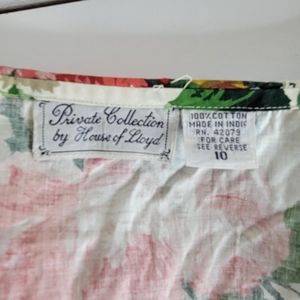 Private Collection
by House of Lloyd
100% COTTON
MADE IN INDIA
RN. 42079
FOR CARE
SEE REVERSE
10